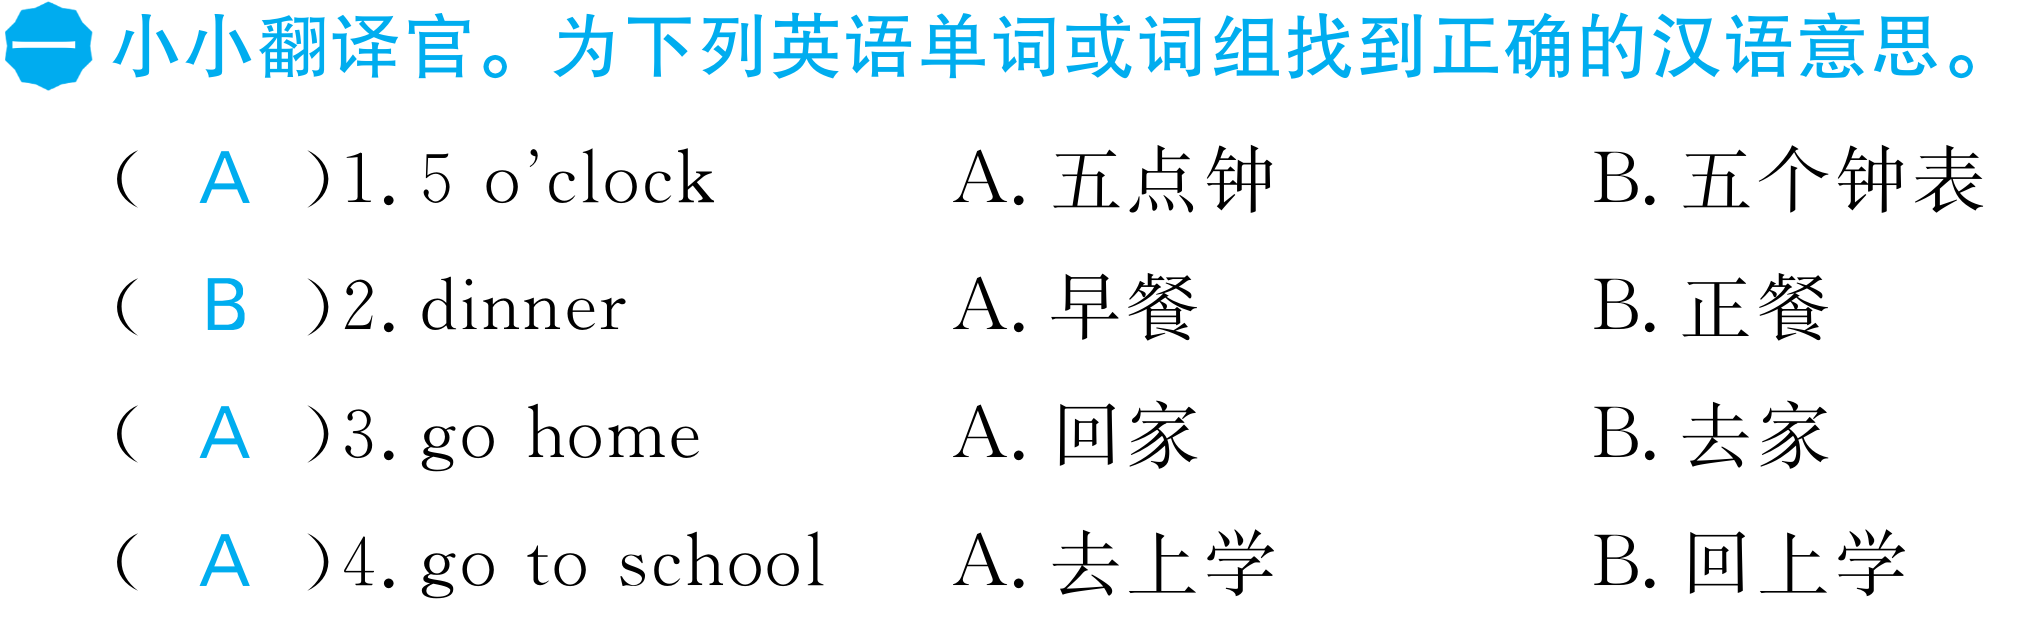 一 小小翻译官。为下列英语单词或词组找到正确的汉语意思。
( A )1. 5 o'clock A. 五点钟 B. 五个钟表
( B )2. dinner A. 早餐 B. 正餐
( A )3. go home A. 回家 B. 去家
( A )4. go to school A. 去上学 B. 回上学